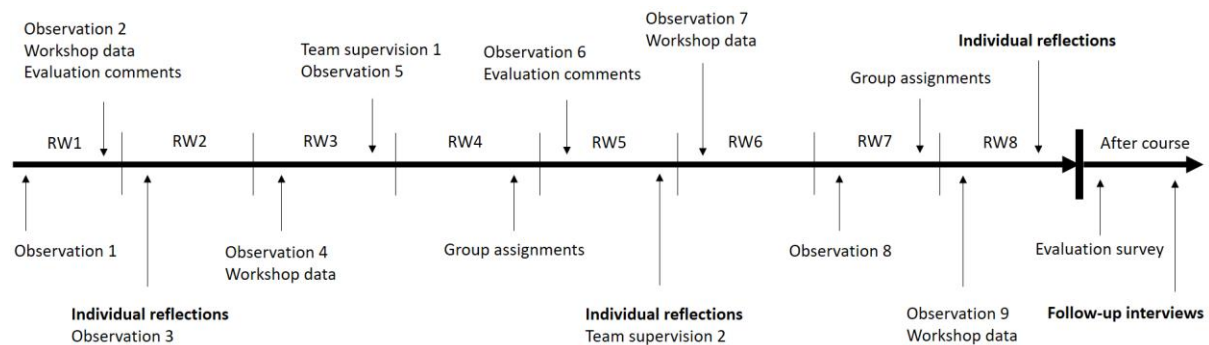 Observation 2
Workshop data
Evaluation comments
Team supervision 1
Observation 5
Observation 6
Evaluation comments
Observation 7
Workshop data
Group assignments
Individual reflections
RW1
RW2
RW3
RW4
RW5
RW6
RW7
RW8
After course
Observation 1
Individual reflections
Observation 3
Observation 4
Workshop data
Group assignments
Individual reflections
Team supervision 2
Observation 8
Observation 9
Workshop data
Evaluation survey
Follow-up interviews